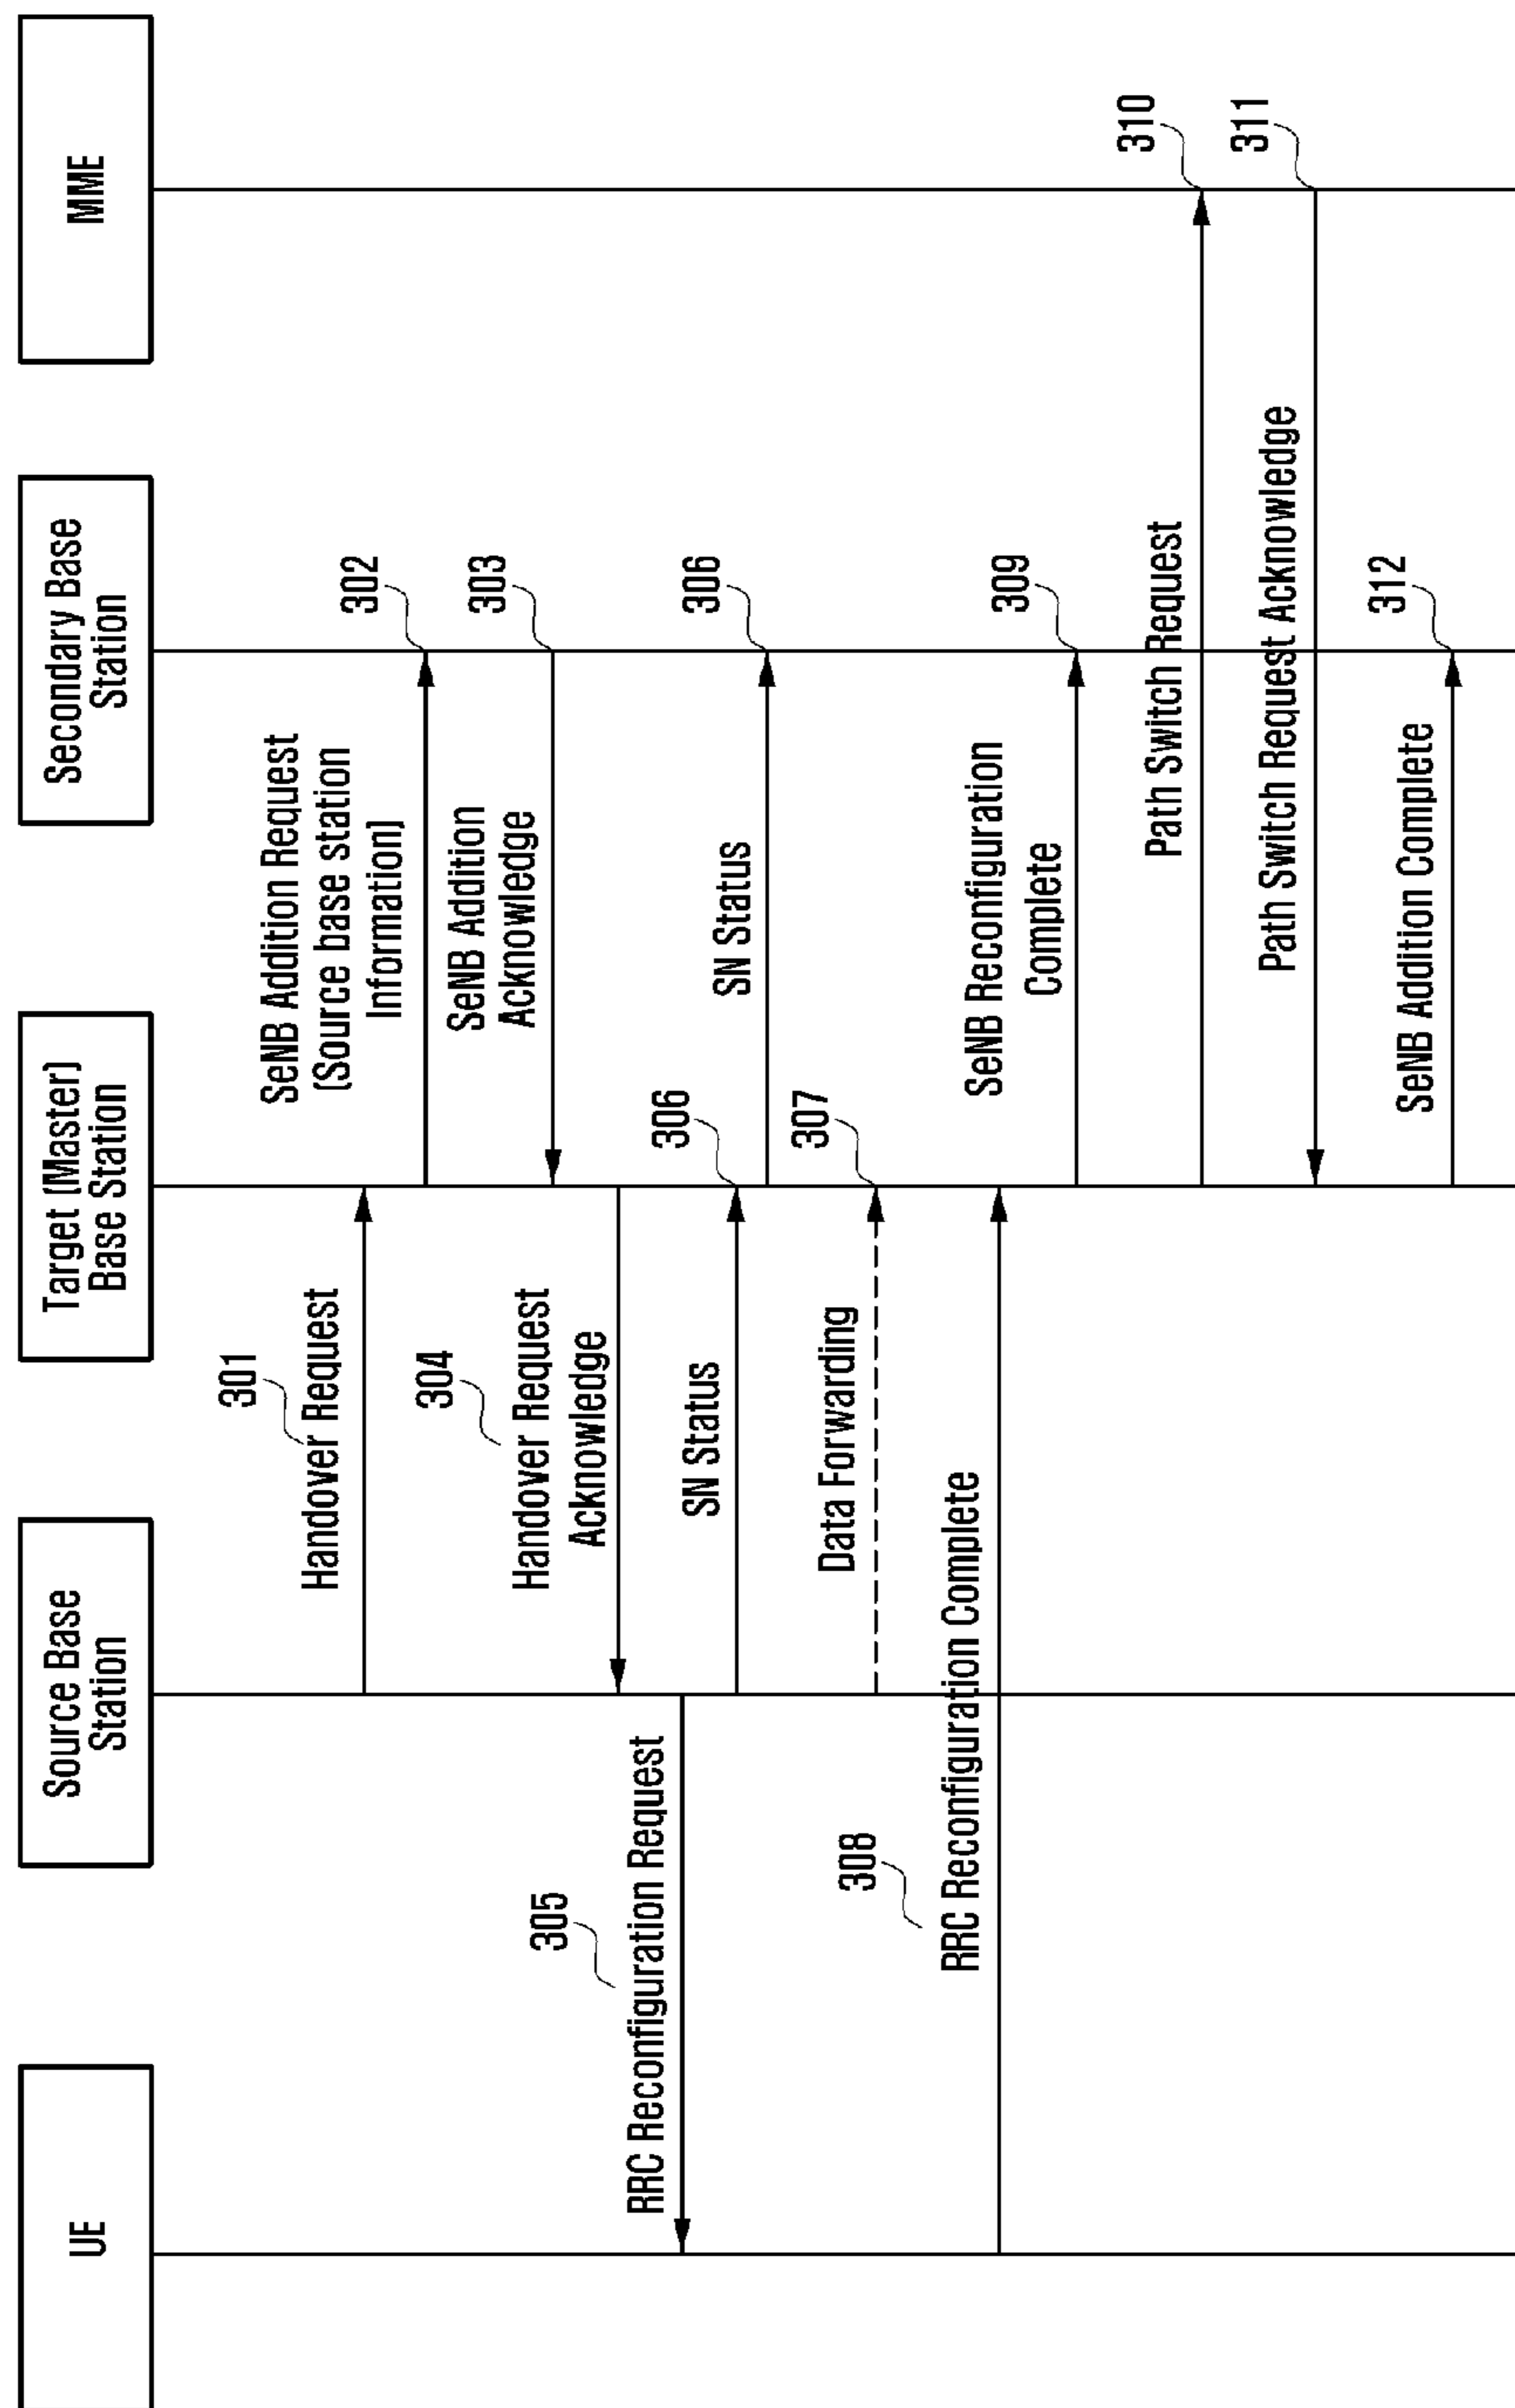 UE
Source Base
Station
Target (Master)
Base Station
Secondary Base
Station
MME
301
Handover Request
SeNB Addition Request
(Source base station
Information)
302
SeNB Addition
Acknowledge
303
304
Handover Request
Acknowledge
305
RRC Reconfiguration Request
SN Status
306
SN Status
306
Data Forwarding
307
308
RRC Reconfiguration Complete
SeNB Reconfiguration
Complete
309
Path Switch Request
310
Path Switch Request Acknowledge
311
SeNB Addition Complete
312